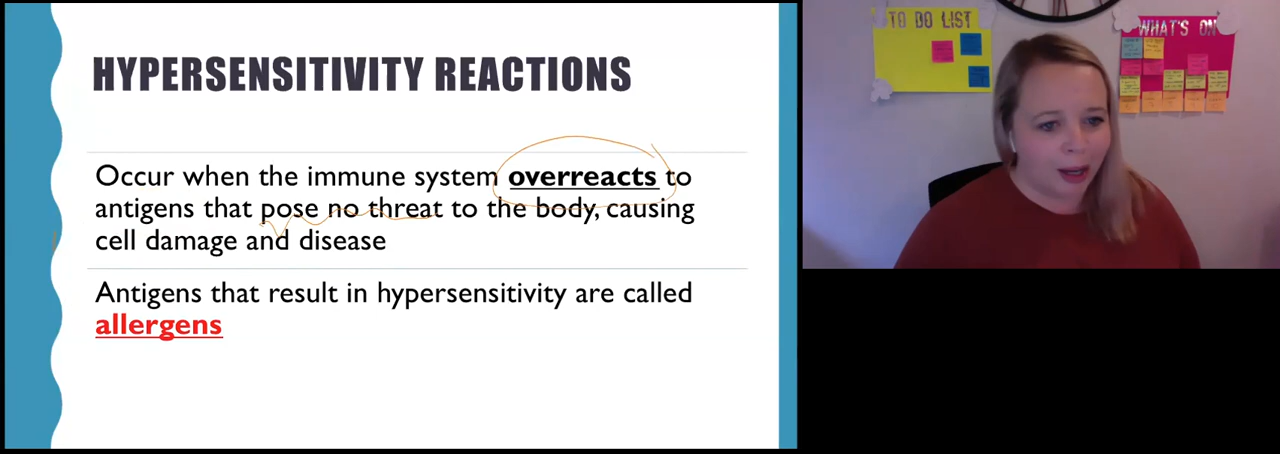 HYPERSENSITIVITY REACTIONS
Occur when the immune system overreacts to
antigens that pose no threat to the body, causing
cell damage and disease
Antigens that result in hypersensitivity are called
allergens
TO DO LIST
WHAT'S ON